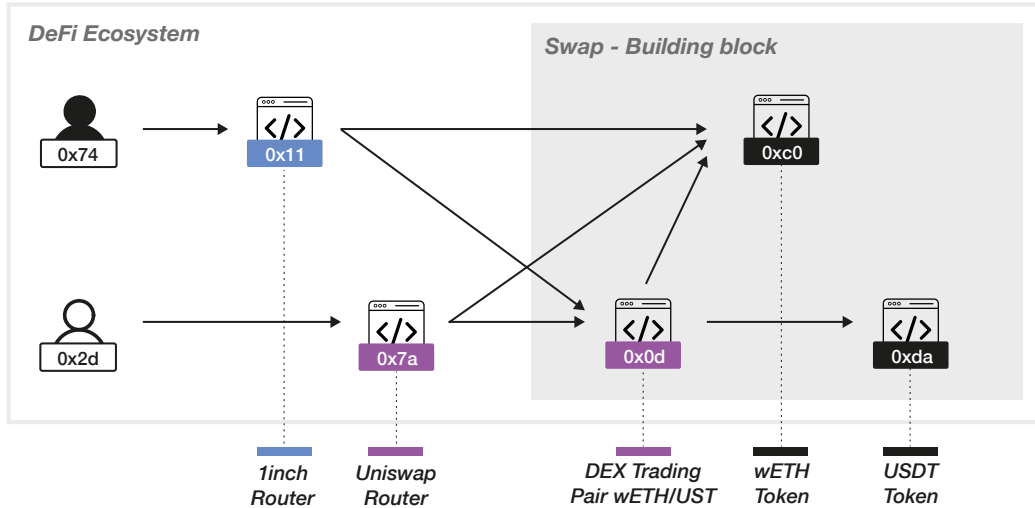 DeFi Ecosystem
Swap - Building block
</>
</>
0x74
0x11
0xc0
</>
</>
</>
0x2d
0x7a
0x0d
0xda
1inch
Router
Uniswap
Router
DEX Trading
Pair wETH/UST
wETH
Token
USDT
Token